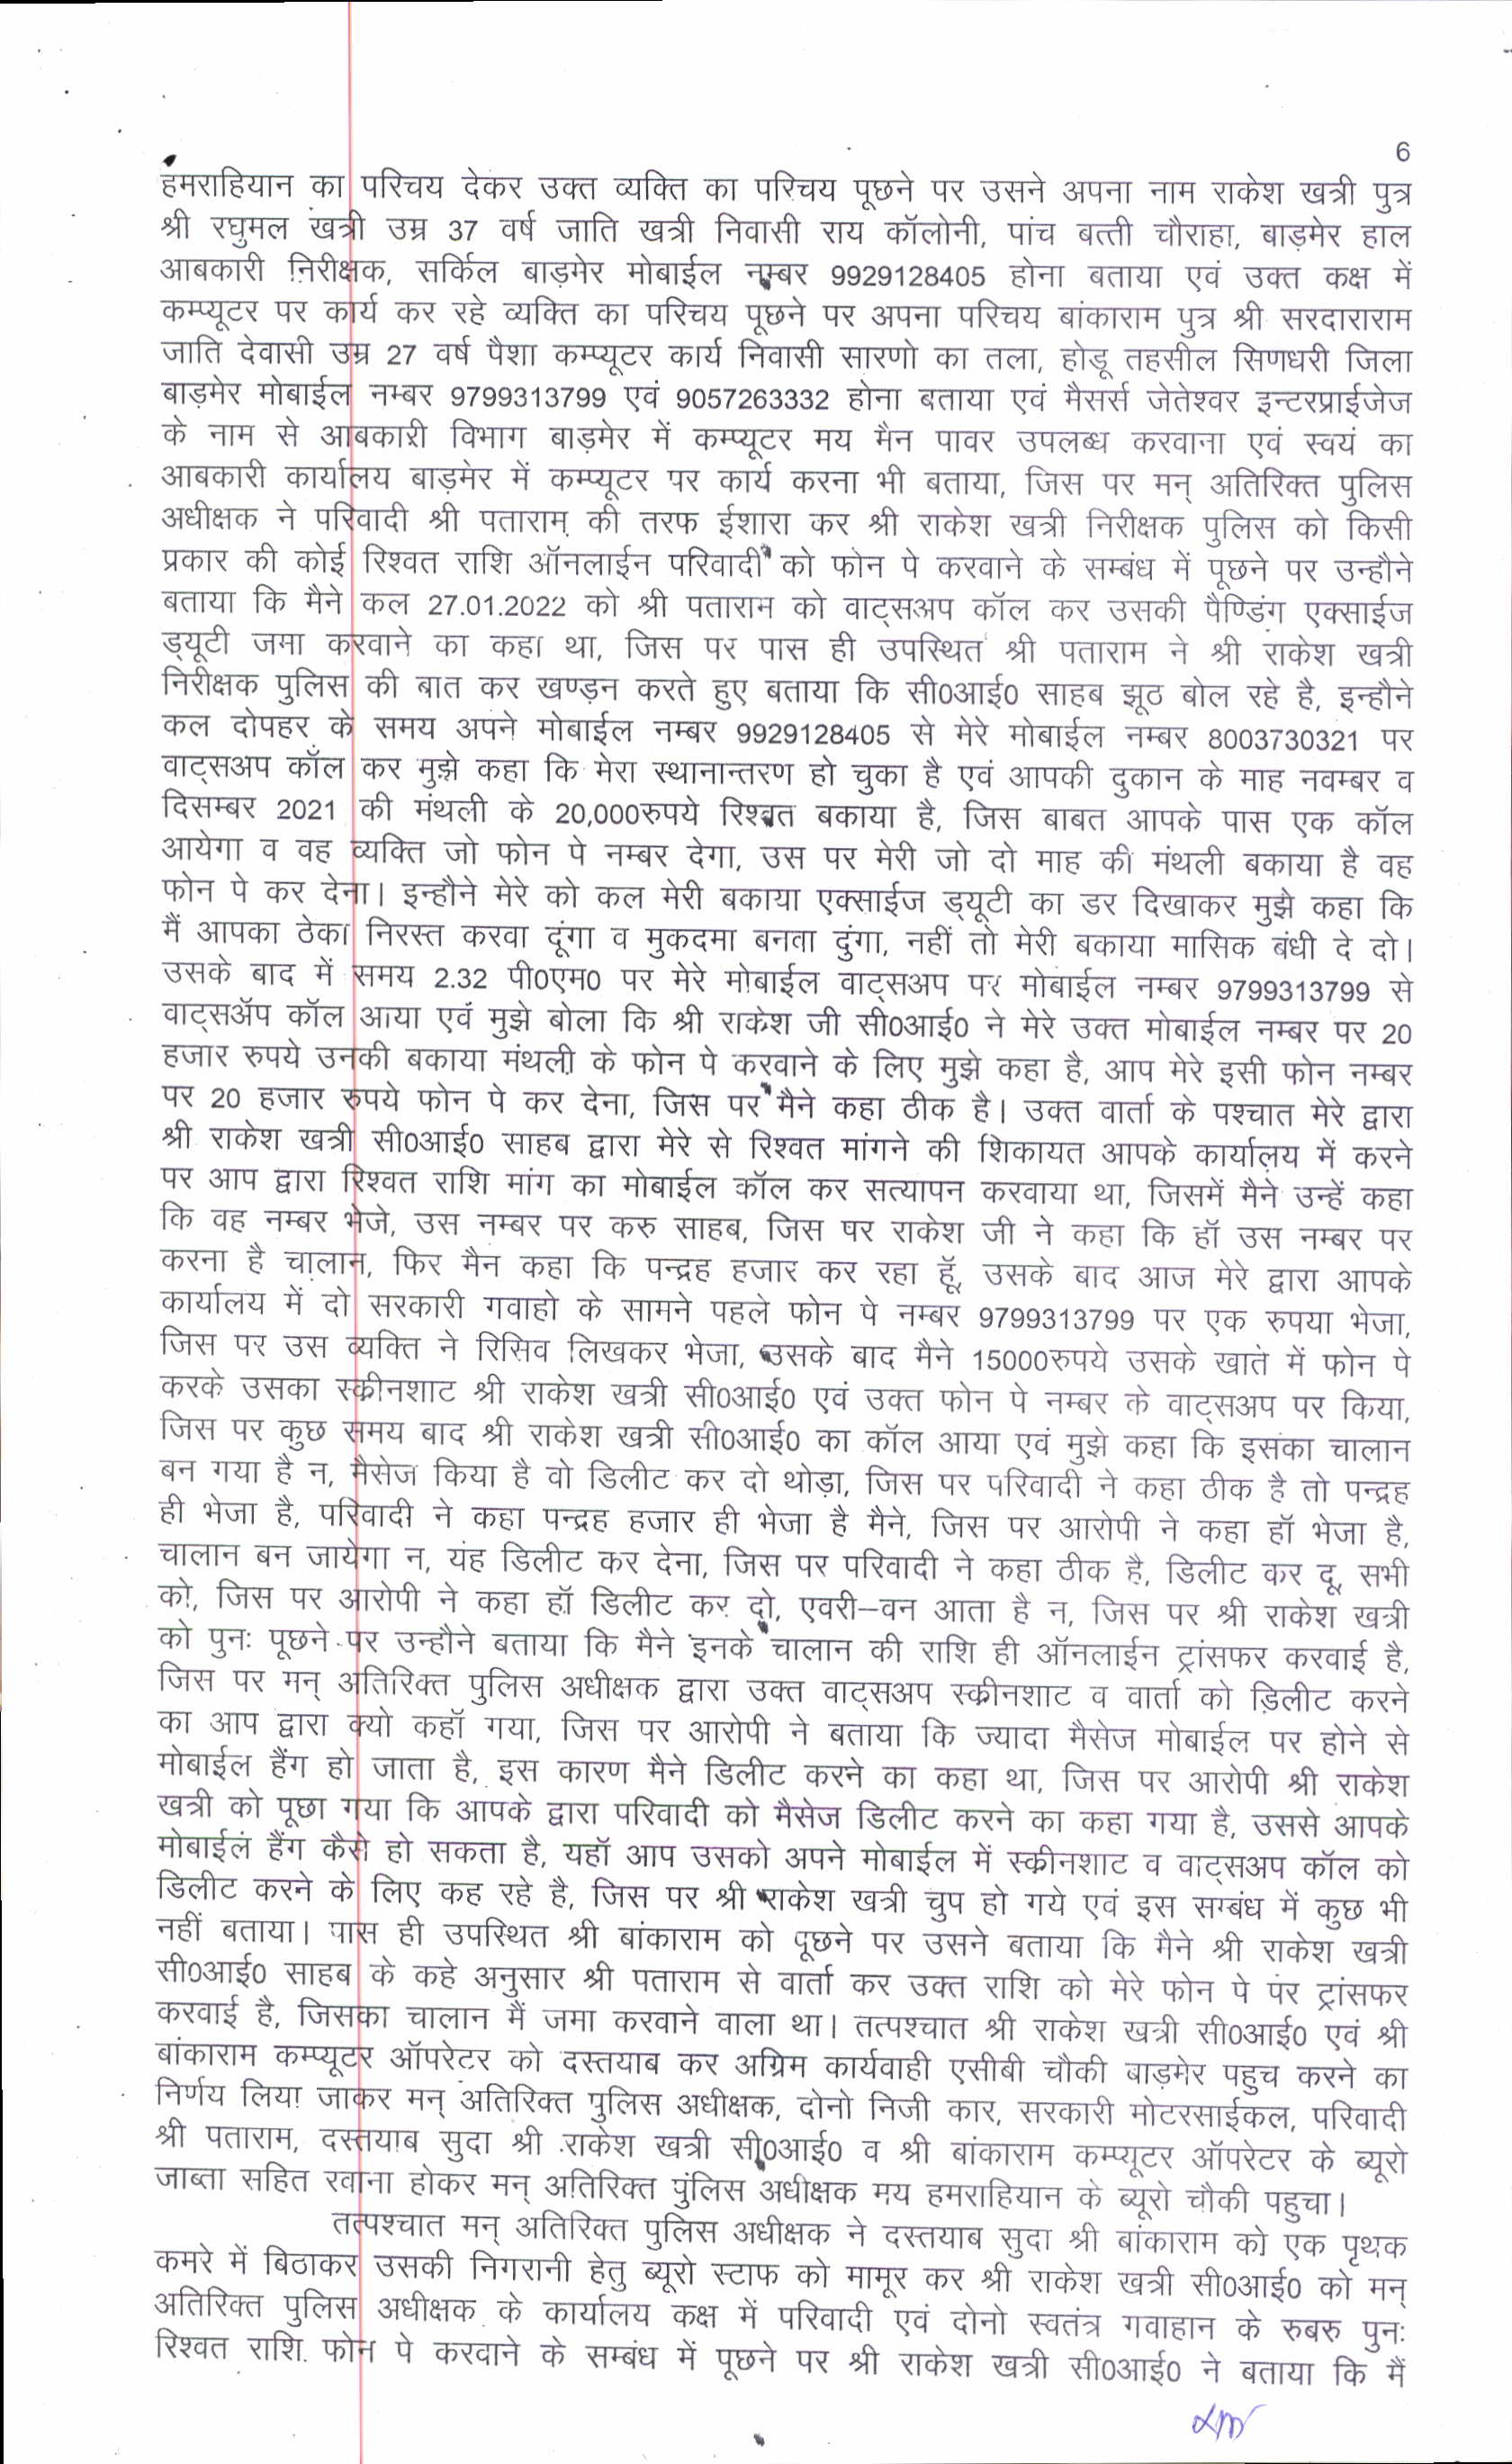 6
हमराहियान का परिचय देकर उक्त व्यक्ति का परिचय पूछने पर उसने अपना नाम राकेश खत्री पुत्र
श्री रघुमल खत्री उम्र 37 वर्ष जाति खत्री निवासी राय कॉलोनी, पांच बत्ती चौराहा, बाड़मेर हाल
आबकारी निरीक्षक, सर्किल बाड़मेर मोबाईल नम्बर 9929128405 होना बताया एवं उक्त कक्ष में
कम्प्यूटर पर कार्य कर रहे व्यक्ति का परिचय पूछने पर अपना परिचय बांकाराम पुत्र श्री सरदाराराम
जाति देवासी उम्र 27 वर्ष पैशा कम्प्यूटर कार्य निवासी सारणो का तला, होडू तहसील सिणधरी जिला
बाड़मेर मोबाईल नम्बर 9799313799 एवं 9057263332 होना बताया एवं मैसर्स जेतेश्वर इन्टरप्राईजेज
के नाम से आबकारी विभाग बाड़मेर में कम्प्यूटर मय मैन पावर उपलब्ध करवाना एवं स्वयं का
आबकारी कार्यालय बाड़मेर में कम्प्यूटर पर कार्य करना भी बताया, जिस पर मन् अतिरिक्त पुलिस
अधीक्षक ने परिवादी श्री पताराम की तरफ ईशारा कर श्री राकेश खत्री निरीक्षक पुलिस को किसी
प्रकार की कोई रिश्वत राशि ऑनलाईन परिवादी को फोन पे करवाने के सम्बंध में पूछने पर उन्हौने
बताया कि मैने कल 27.01.2022 को श्री पताराम को वाट्सअप कॉल कर उसकी पैण्डिंग एक्साईज
ड्यूटी जमा करवाने का कहा था, जिस पर पास ही उपस्थित श्री पताराम ने श्री राकेश खत्री
निरीक्षक पुलिस की बात कर खण्ड़न करते हुए बताया कि सी0आई0 साहब झूठ बोल रहे है, इन्हौने
कल दोपहर के समय अपने मोबाईल नम्बर 9929128405 से मेरे मोबाईल नम्बर 8003730321 पर
वाट्सअप कॉल कर मुझे कहा कि मेरा स्थानान्तरण हो चुका है एवं आपकी दुकान के माह नवम्बर व
दिसम्बर 2021 की मंथली के 20,000रुपये रिश्वत बकाया है, जिस बाबत आपके पास एक कॉल
आयेगा व वह व्यक्ति जो फोन पे नम्बर देगा, उस पर मेरी जो दो माह की मंथली बकाया है वह
फोन पे कर देना। इन्हौने मेरे को कल मेरी बकाया एक्साईज ड्यूटी का डर दिखाकर मुझे कहा कि
मैं आपका ठेका निरस्त करवा दूंगा व मुकदमा बनवा दुंगा, नहीं तो मेरी बकाया मासिक बंधी दे दो।
उसके बाद में समय 2.32 पी0एम0 पर मेरे मोबाईल वाट्सअप पर मोबाईल नम्बर 9799313799 से
वाट्सॲप कॉल आया एवं मुझे बोला कि श्री राकेश जी सी0आई0 ने मेरे उक्त मोबाईल नम्बर पर 20
हजार रुपये उनकी बकाया मंथली के फोन पे करवाने के लिए मुझे कहा है, आप मेरे इसी फोन नम्बर
पर 20 हजार रुपये फोन पे कर देना, जिस पर मैने कहा ठीक है। उक्त वार्ता के पश्चात मेरे द्वारा
श्री राकेश खत्री सी0आई0 साहब द्वारा मेरे से रिश्वत मांगने की शिकायत आपके कार्यालय में करने
पर आप द्वारा रिश्वत राशि मांग का मोबाईल कॉल कर सत्यापन करवाया था, जिसमें मैने उन्हें कहा
कि वह नम्बर भेजे, उस नम्बर पर करु साहब, जिस पर राकेश जी ने कहा कि हॉ उस नम्बर पर
करना है चालान, फिर मैन कहा कि पन्द्रह हजार कर रहा हॅू, उसके बाद आज मेरे द्वारा आपके
कार्यालय में दो सरकारी गवाहो के सामने पहले फोन पे नम्बर 9799313799 पर एक रुपया भेजा,
जिस पर उस व्यक्ति ने रिसिव लिखकर भेजा, उसके बाद मैने 15000रुपये उसके खाते में फोन पे
करके उसका स्क्रीनशाट श्री राकेश खत्री सी0आई0 एवं उक्त फोन पे नम्बर के वाट्सअप पर किया,
जिस पर कुछ समय बाद श्री राकेश खत्री सी0आई0 का कॉल आया एवं मुझे कहा कि इसका चालान
बन गया है न, मैसेज किया है वो डिलीट कर दो थोड़ा, जिस पर परिवादी ने कहा ठीक है तो पन्द्रह
ही भेजा है, परिवादी ने कहा पन्द्रह हजार ही भेजा है मैने, जिस पर आरोपी ने कहा हॉ भेजा है,
चालान बन जायेगा न, यह डिलीट कर देना, जिस पर परिवादी ने कहा ठीक है, डिलीट कर दू, सभी
को, जिस पर आरोपी ने कहा हॉ डिलीट कर दो, एवरी–वन आता है न, जिस पर श्री राकेश खत्री
को पुनः पूछने पर उन्हौने बताया कि मैने इनके चालान की राशि ही ऑनलाईन ट्रांसफर करवाई है,
जिस पर मन् अतिरिक्त पुलिस अधीक्षक द्वारा उक्त वाट्सअप स्क्रीनशाट व वार्ता को ड़िलीट करने
का आप द्वारा क्यो कहॉ गया, जिस पर आरोपी ने बताया कि ज्यादा मैसेज मोबाईल पर होने से
मोबाईल हैंग हो जाता है, इस कारण मैने डिलीट करने का कहा था, जिस पर आरोपी श्री राकेश
खत्री को पूछा गया कि आपके द्वारा परिवादी को मैसेज डिलीट करने का कहा गया है, उससे आपके
मोबाईल हैंग कैसे हो सकता है, यहॉ आप उसको अपने मोबाईल में स्क्रीनशाट व वाट्सअप कॉल को
डिलीट करने के लिए कह रहे है, जिस पर श्री राकेश खत्री चुप हो गये एवं इस सम्बंध में कुछ भी
नहीं बताया। पास ही उपस्थित श्री बांकाराम को पूछने पर उसने बताया कि मैने श्री राकेश खत्री
सी0आई0 साहब के कहे अनुसार श्री पताराम से वार्ता कर उक्त राशि को मेरे फोन पे पर ट्रांसफर
करवाई है, जिसका चालान मैं जमा करवाने वाला था। तत्पश्चात श्री राकेश खत्री सी0आई0 एवं श्री
बांकाराम कम्प्यूटर ऑपरेटर को दस्तयाब कर अग्रिम कार्यवाही एसीबी चौकी बाड़मेर पहुच करने का
निर्णय लिया जाकर मन् अतिरिक्त पुलिस अधीक्षक, दोनो निजी कार, सरकारी मोटरसाईकल, परिवादी
श्री पताराम, दस्तयाब सुदा श्री राकेश खत्री सी0आई0 व श्री बांकाराम कम्प्यूटर ऑपरेटर के ब्यूरो
जाब्ता सहित रवाना होकर मन् अतिरिक्त पुलिस अधीक्षक मय हमराहियान के ब्यूरो चौकी पहुचा।
तत्पश्चात मन् अतिरिक्त पुलिस अधीक्षक ने दस्तयाब सुदा श्री बांकाराम को एक पृथक
कमरे में बिठाकर उसकी निगरानी हेतु ब्यूरो स्टाफ को मामूर कर श्री राकेश खत्री सी0आई0 को मन्
अतिरिक्त पुलिस अधीक्षक के कार्यालय कक्ष में परिवादी एवं दोनो स्वतंत्र गवाहान के रुबरु पुनः
रिश्वत राशि फोन पे करवाने के सम्बंध में पूछने पर श्री राकेश खत्री सी0आई0 ने बताया कि मैं